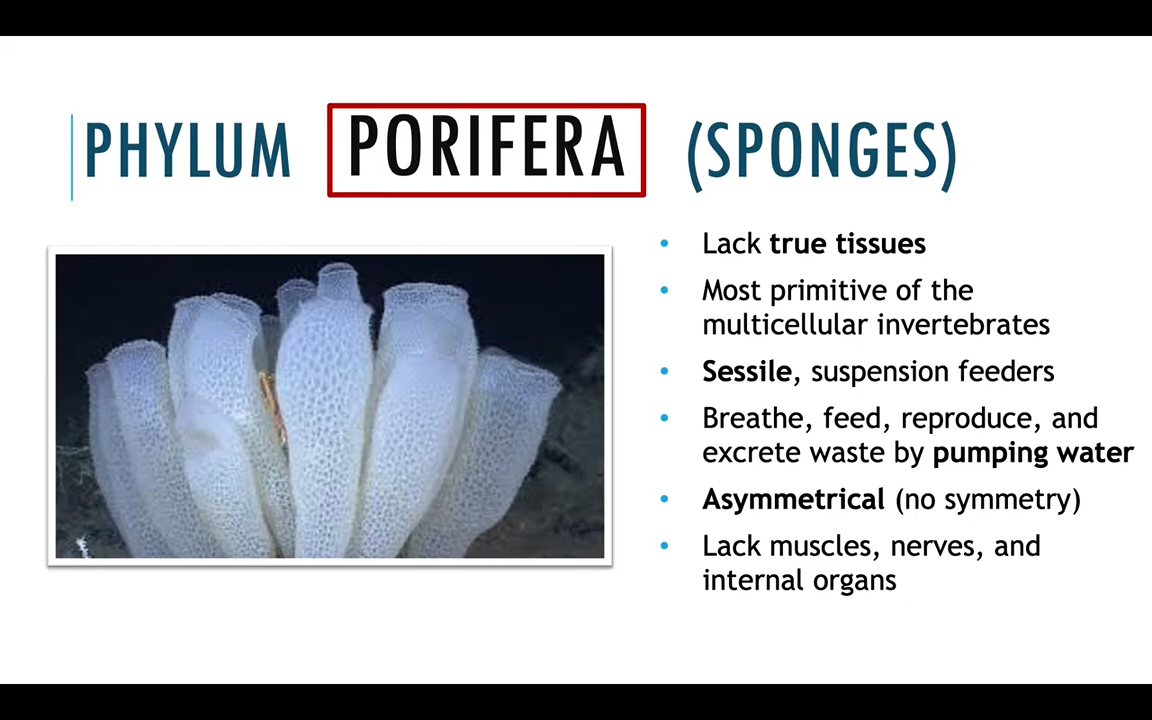 PHYLUM PORIFERA (SPONGES)
• Lack true tissues
• Most primitive of the
multicellular invertebrates
• Sessile, suspension feeders
• Breathe, feed, reproduce, and
excrete waste by pumping water
• Asymmetrical (no symmetry)
• Lack muscles, nerves, and
internal organs